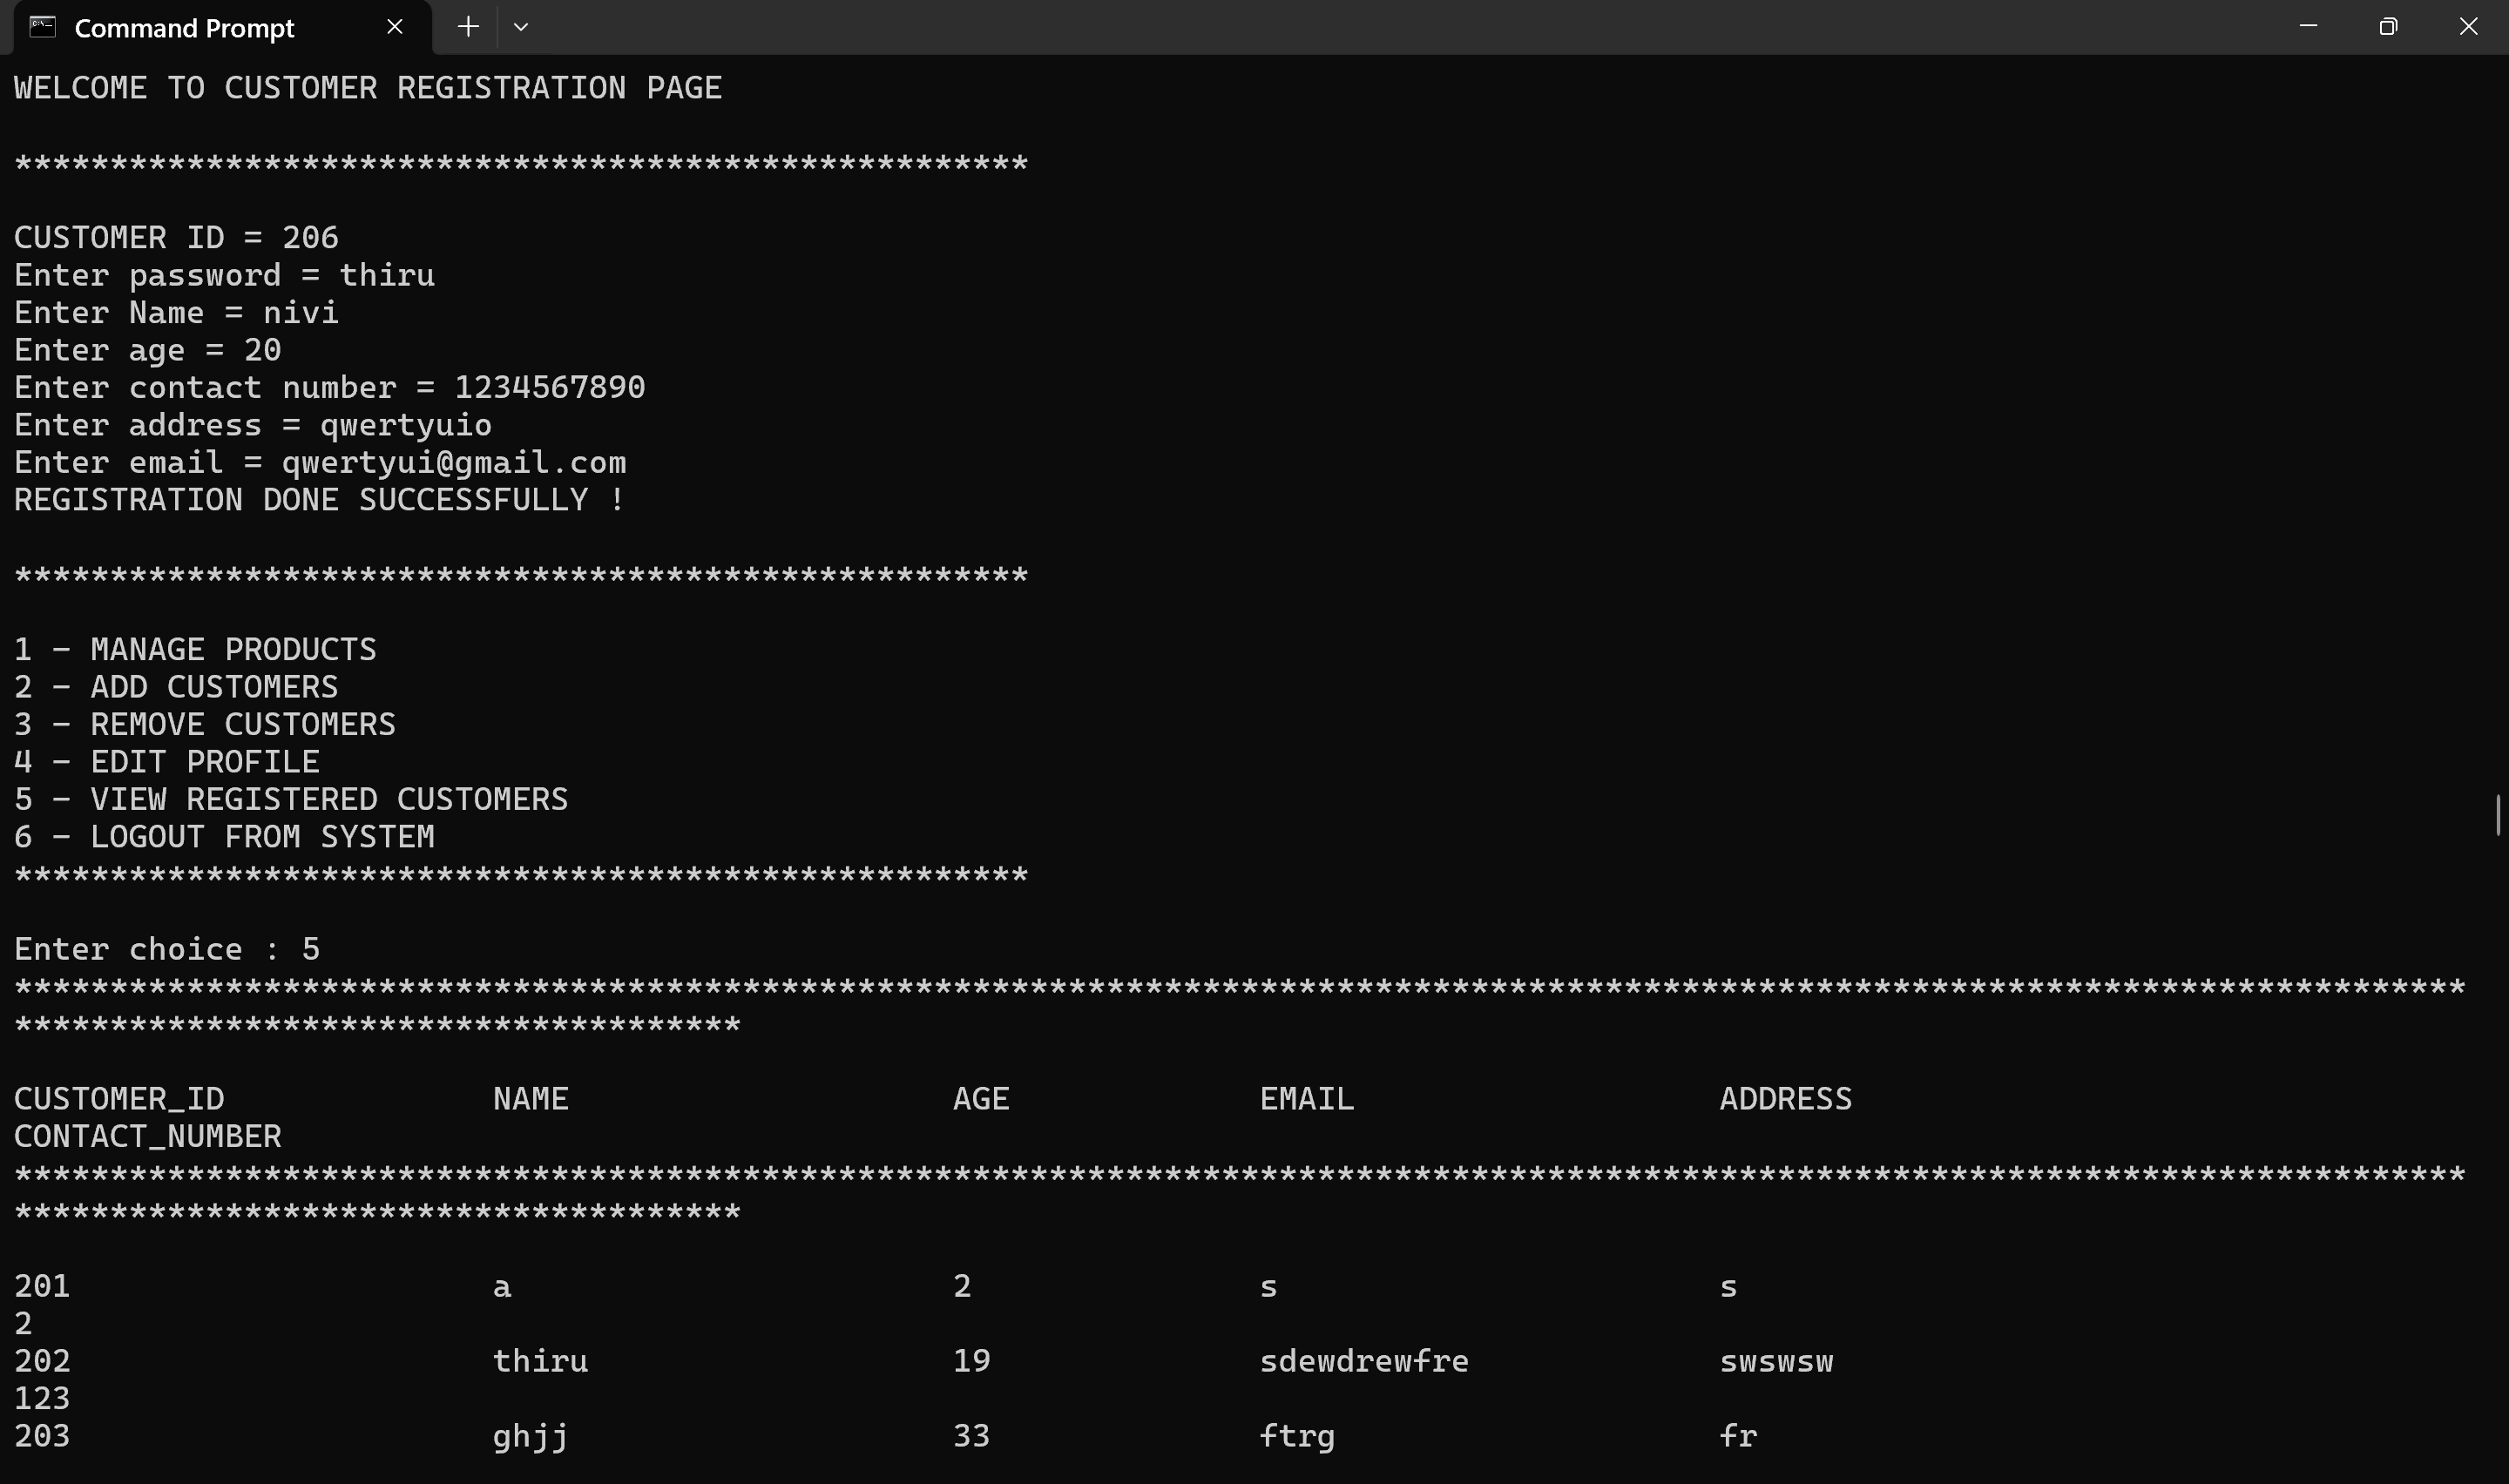 Command Prompt
WELCOME TO CUSTOMER REGISTRATION PAGE
*****************************************************
CUSTOMER ID = 206
Enter password = thiru
Enter Name = nivi
Enter age = 20
Enter contact number = 1234567890
Enter address = qwertyuio
Enter email = qwertyui@gmail.com
REGISTRATION DONE SUCCESSFULLY !
*****************************************************
1 - MANAGE PRODUCTS
2 - ADD CUSTOMERS
3 - REMOVE CUSTOMERS
4 - EDIT PROFILE
5 - VIEW REGISTERED CUSTOMERS
6 - LOGOUT FROM SYSTEM
*****************************************************
Enter choice : 5
********************************************************************************************************************************
**************************************
CUSTOMER_ID NAME AGE EMAIL ADDRESS
CONTACT_NUMBER
********************************************************************************************************************************
**************************************
201 a 2 s s
2
202 thiru 19 sdewdrewfre swswsw
123
203 ghjj 33 ftrg fr